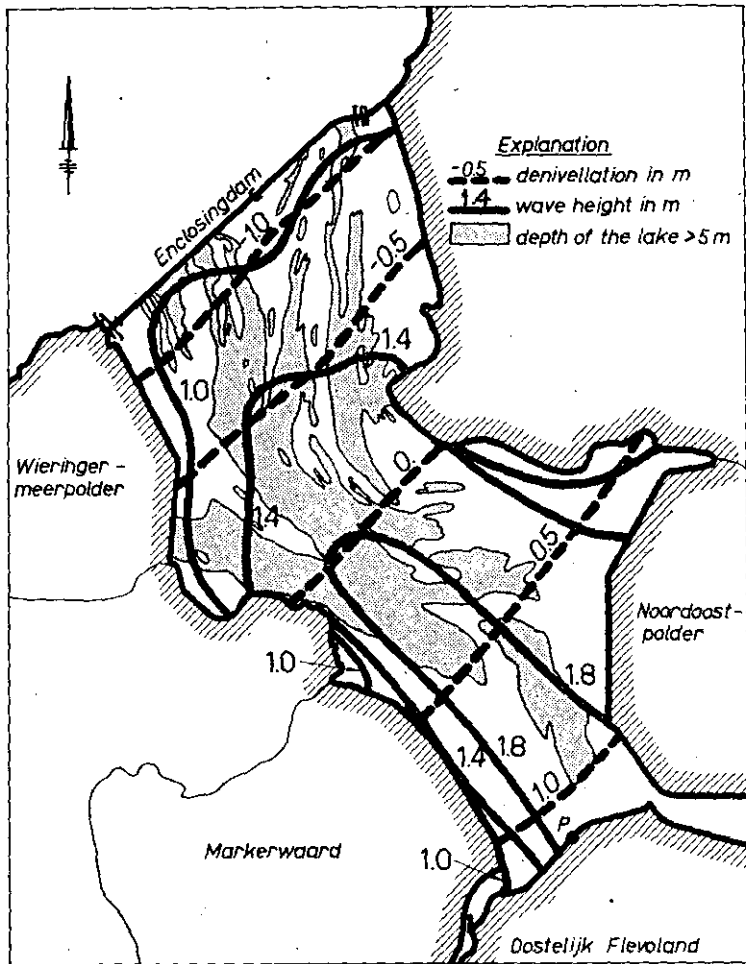 Explanation
-0.5 denivellation in m
1.4 wave height in m
depth of the lake >5m
Enclosingdam
-1.0
-0.5
1.4
1.0
Wieringer-
meerpolder
0.
1.4
0.5
Noordoost-
polder
1.0
1.8
1.8
1.4
1.0
P
Markerwaard
1.0
Oostelijk Flevoland